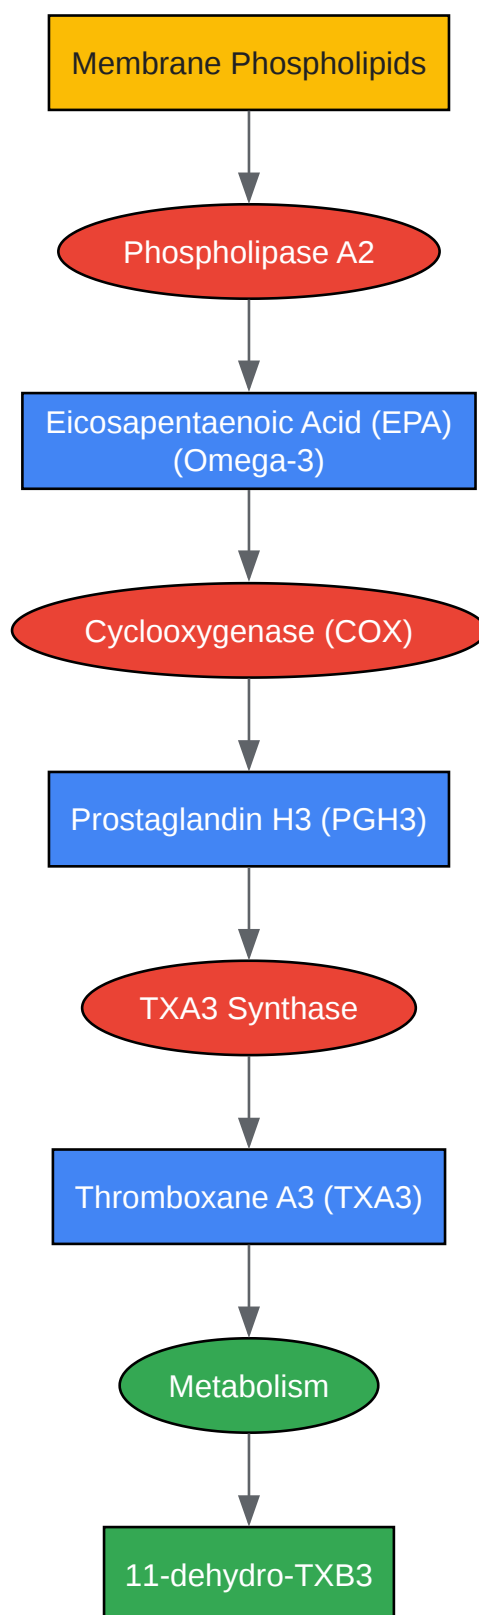 Membrane Phospholipids
Phospholipase A2
Eicosapentaenoic Acid (EPA)
(Omega-3)
Cyclooxygenase (COX)
Prostaglandin H3 (PGH3)
TXA3 Synthase
Thromboxane A3 (TXA3)
Metabolism
11-dehydro-TXB3